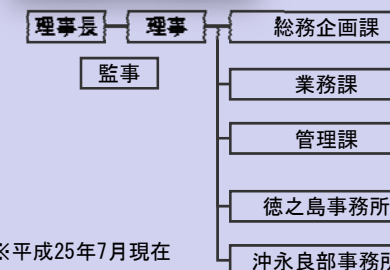 理事長 理事 総務企画課
監事
業務課
管理課
徳之島事務所
※平成25年7月現在
沖永良部事務所